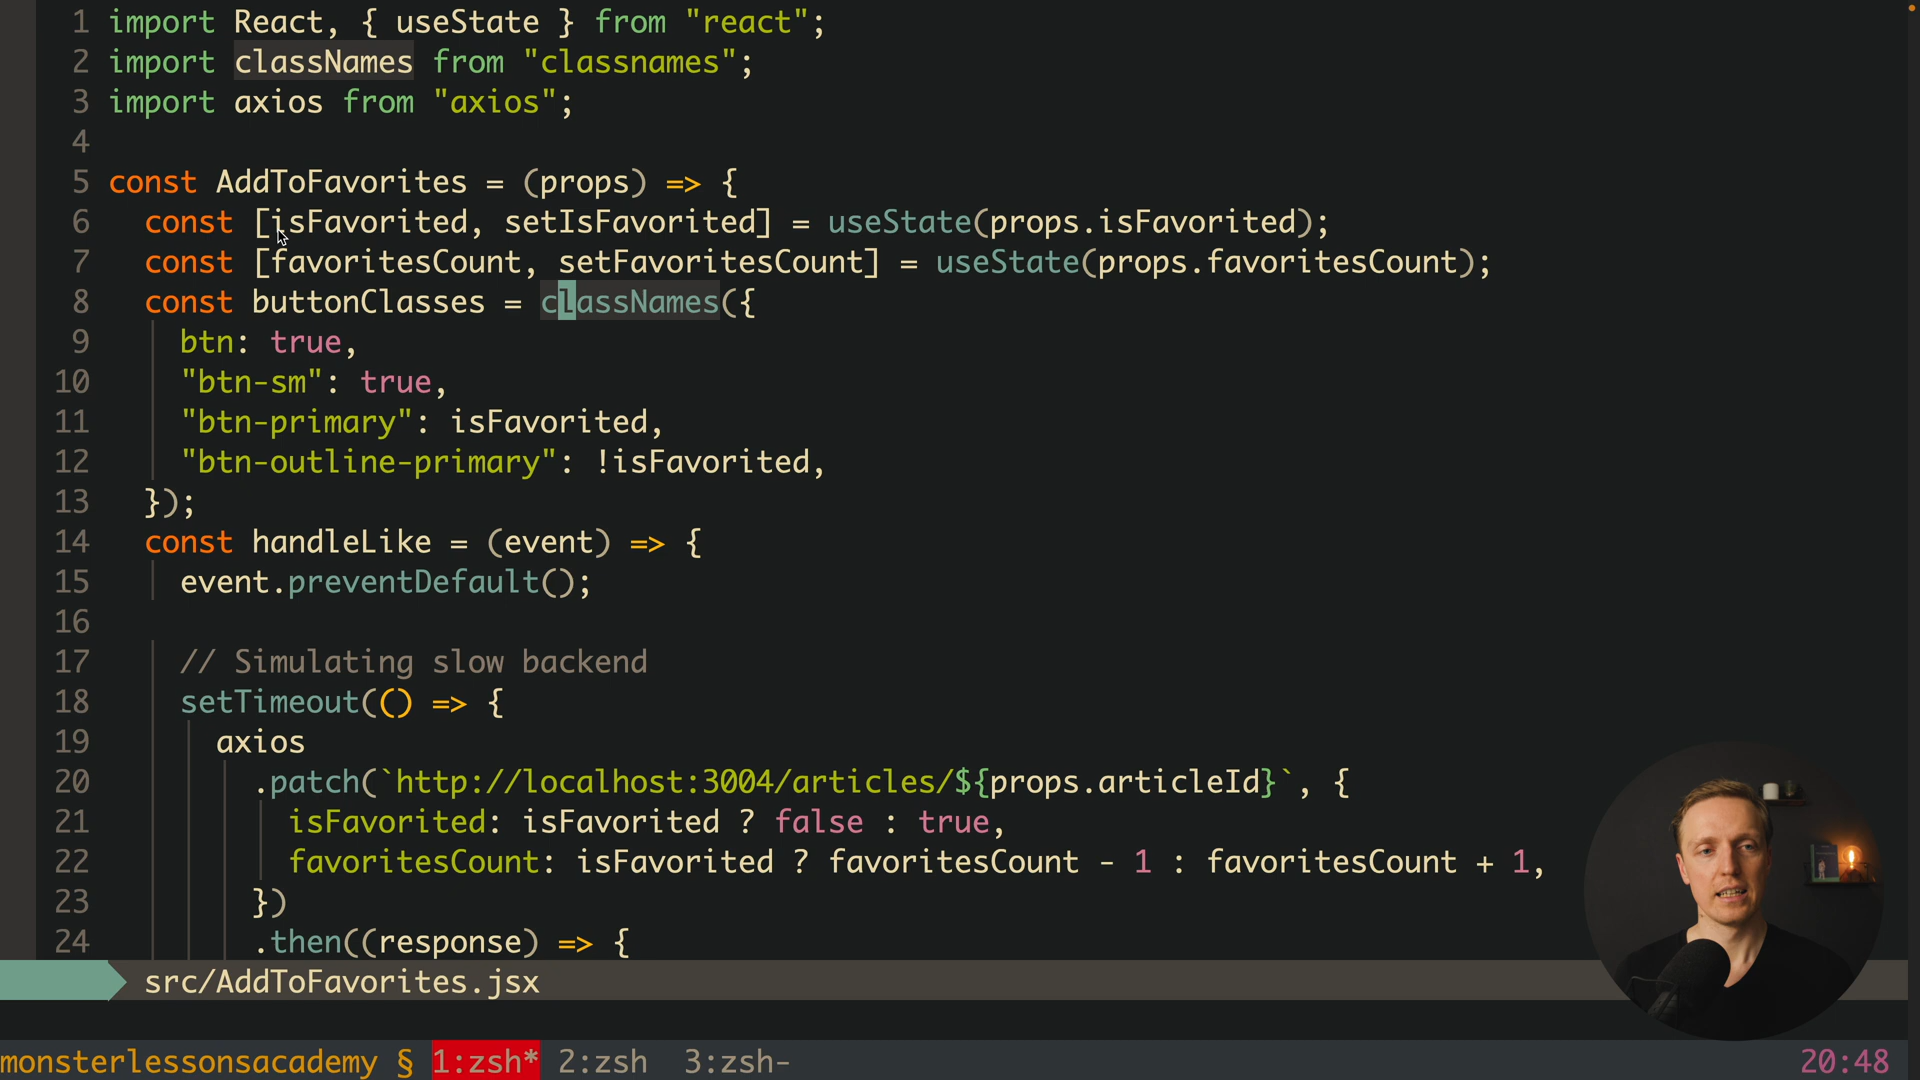 1 import React, { useState } from "react";
2 import classNames from "classnames";
3 import axios from "axios";
4
5 const AddToFavorites = (props) => {
6   const [isFavorited, setIsFavorited] = useState(props.isFavorited);
7   const [favoritesCount, setFavoritesCount] = useState(props.favoritesCount);
8   const buttonClasses = classNames({
9     btn: true,
10     "btn-sm": true,
11     "btn-primary": isFavorited,
12     "btn-outline-primary": !isFavorited,
13   });
14   const handleLike = (event) => {
15     event.preventDefault();
16
17     // Simulating slow backend
18     setTimeout(() => {
19       axios
20         .patch(`http://localhost:3004/articles/${props.articleId}`, {
21           isFavorited: isFavorited ? false : true,
22           favoritesCount: isFavorited ? favoritesCount - 1 : favoritesCount + 1,
23         })
24         .then((response) => {
src/AddToFavorites.jsx
monsterlessonsacademy § 1:zsh* 2:zsh 3:zsh- 20:48